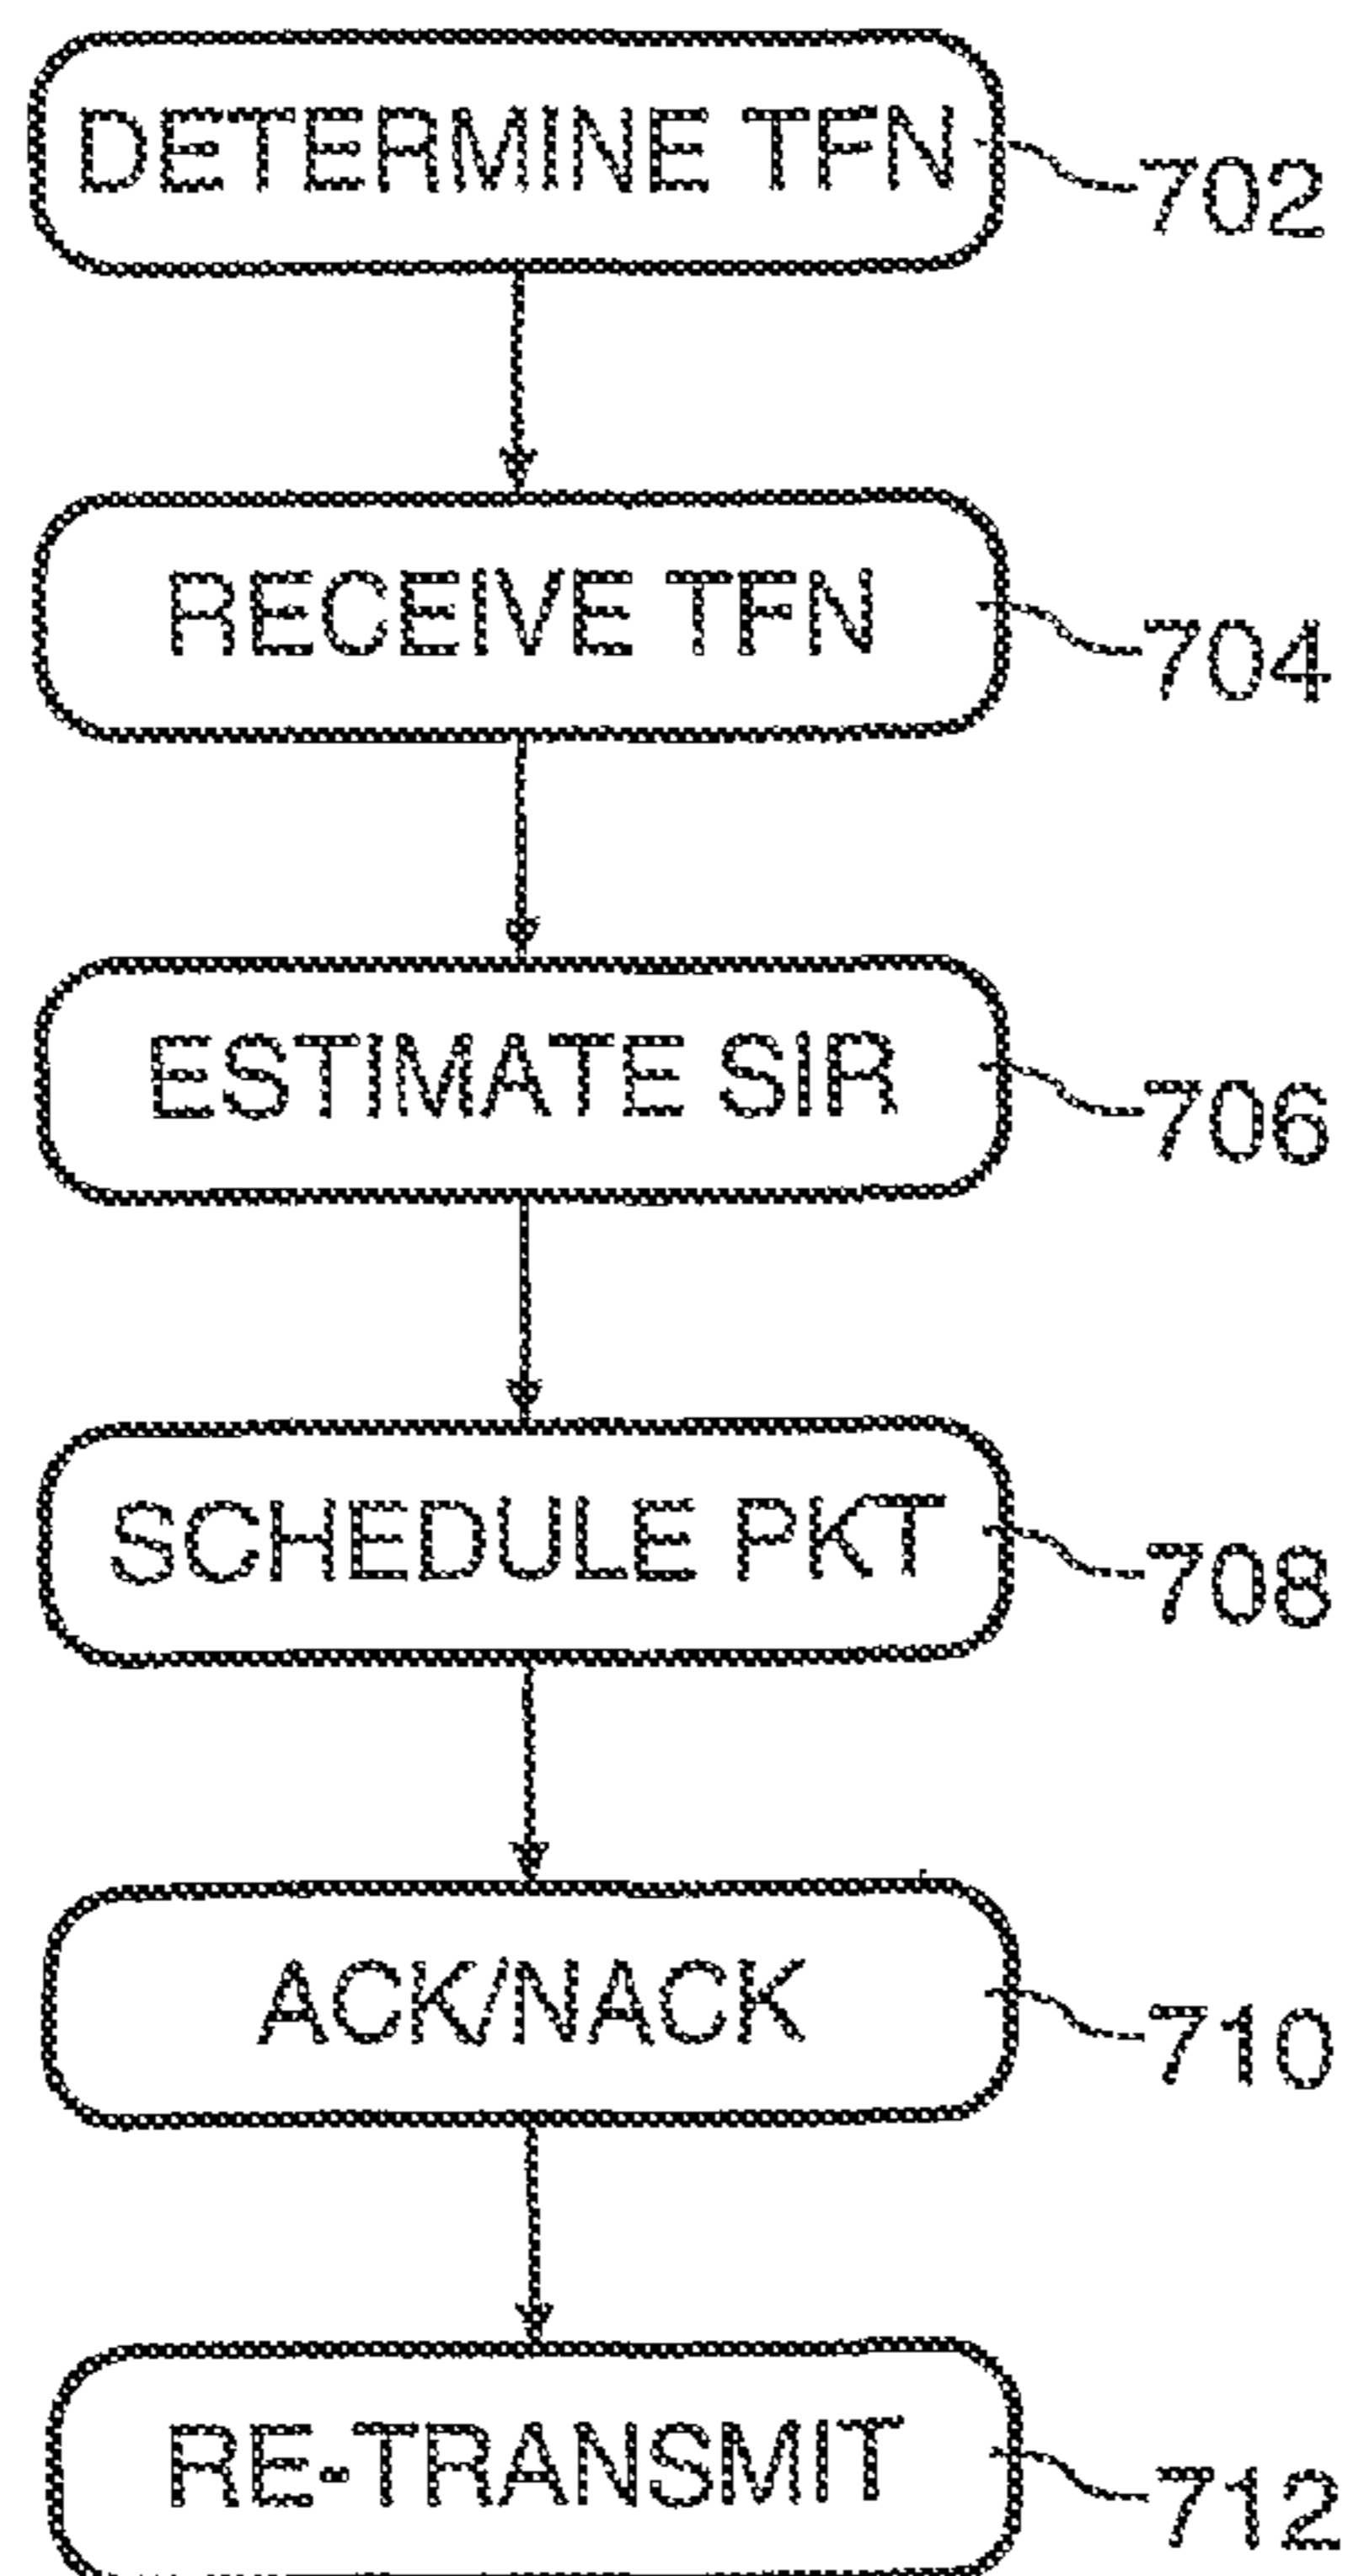 DETERMINE TFN
702
RECEIVE TFN
704
ESTIMATE SIR
706
SCHEDULE PKT
708
ACK/NACK
710
RE-TRANSMIT
712